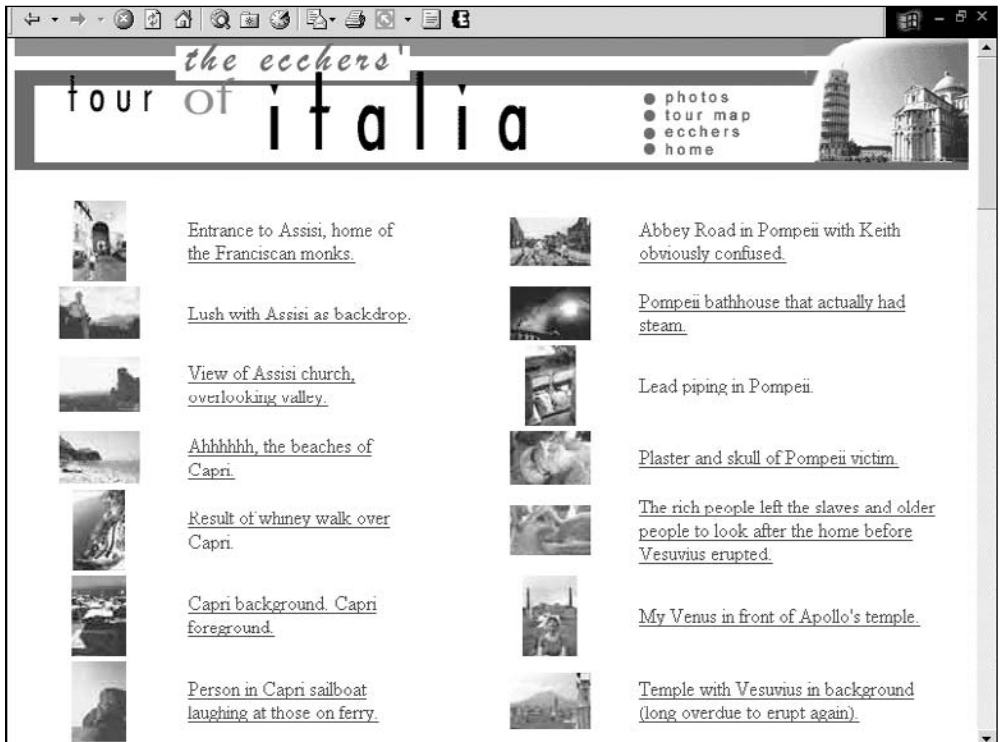 the ecchers'
tour of italia
photos
tour map
ecchers
home
Entrance to Assisi, home of
the Franciscan monks.
Lush with Assisi as backdrop.
View of Assisi church,
overlooking valley.
Ahhhhhh, the beaches of
Capri.
Result of whiney walk over
Capri.
Capri background. Capri
foreground.
Person in Capri sailboat
laughing at those on ferry.
Abbey Road in Pompeii with Keith
obviously confused.
Pompeii bathhouse that actually had
steam.
Lead piping in Pompeii.
Plaster and skull of Pompeii victim.
The rich people left the slaves and older
people to look after the home before
Vesuvius erupted.
My Venus in front of Apollo's temple.
Temple with Vesuvius in background
(long overdue to erupt again).